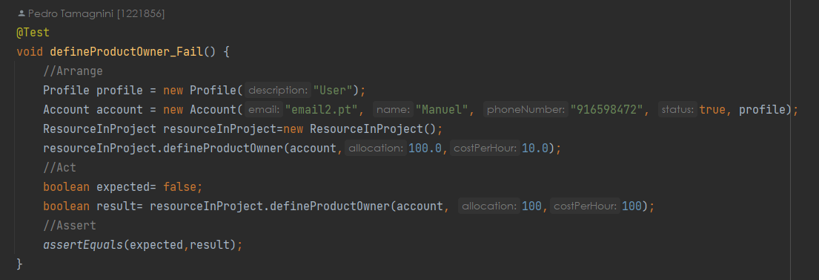 Pedro Tamagnini [1221856]
@Test
void defineProductOwner_Fail() {
//Arrange
Profile profile = new Profile( description: "User");
Account account = new Account( email: "email2.pt", name: "Manuel", phoneNumber: "916598472", status: true, profile);
ResourceInProject resourceInProject=new ResourceInProject();
resourceInProject.defineProductOwner(account, allocation: 100.0, costPerHour: 10.0);
//Act
boolean expected= false;
boolean result= resourceInProject.defineProductOwner(account, allocation: 100, costPerHour: 100);
//Assert
assertEquals(expected,result);
}